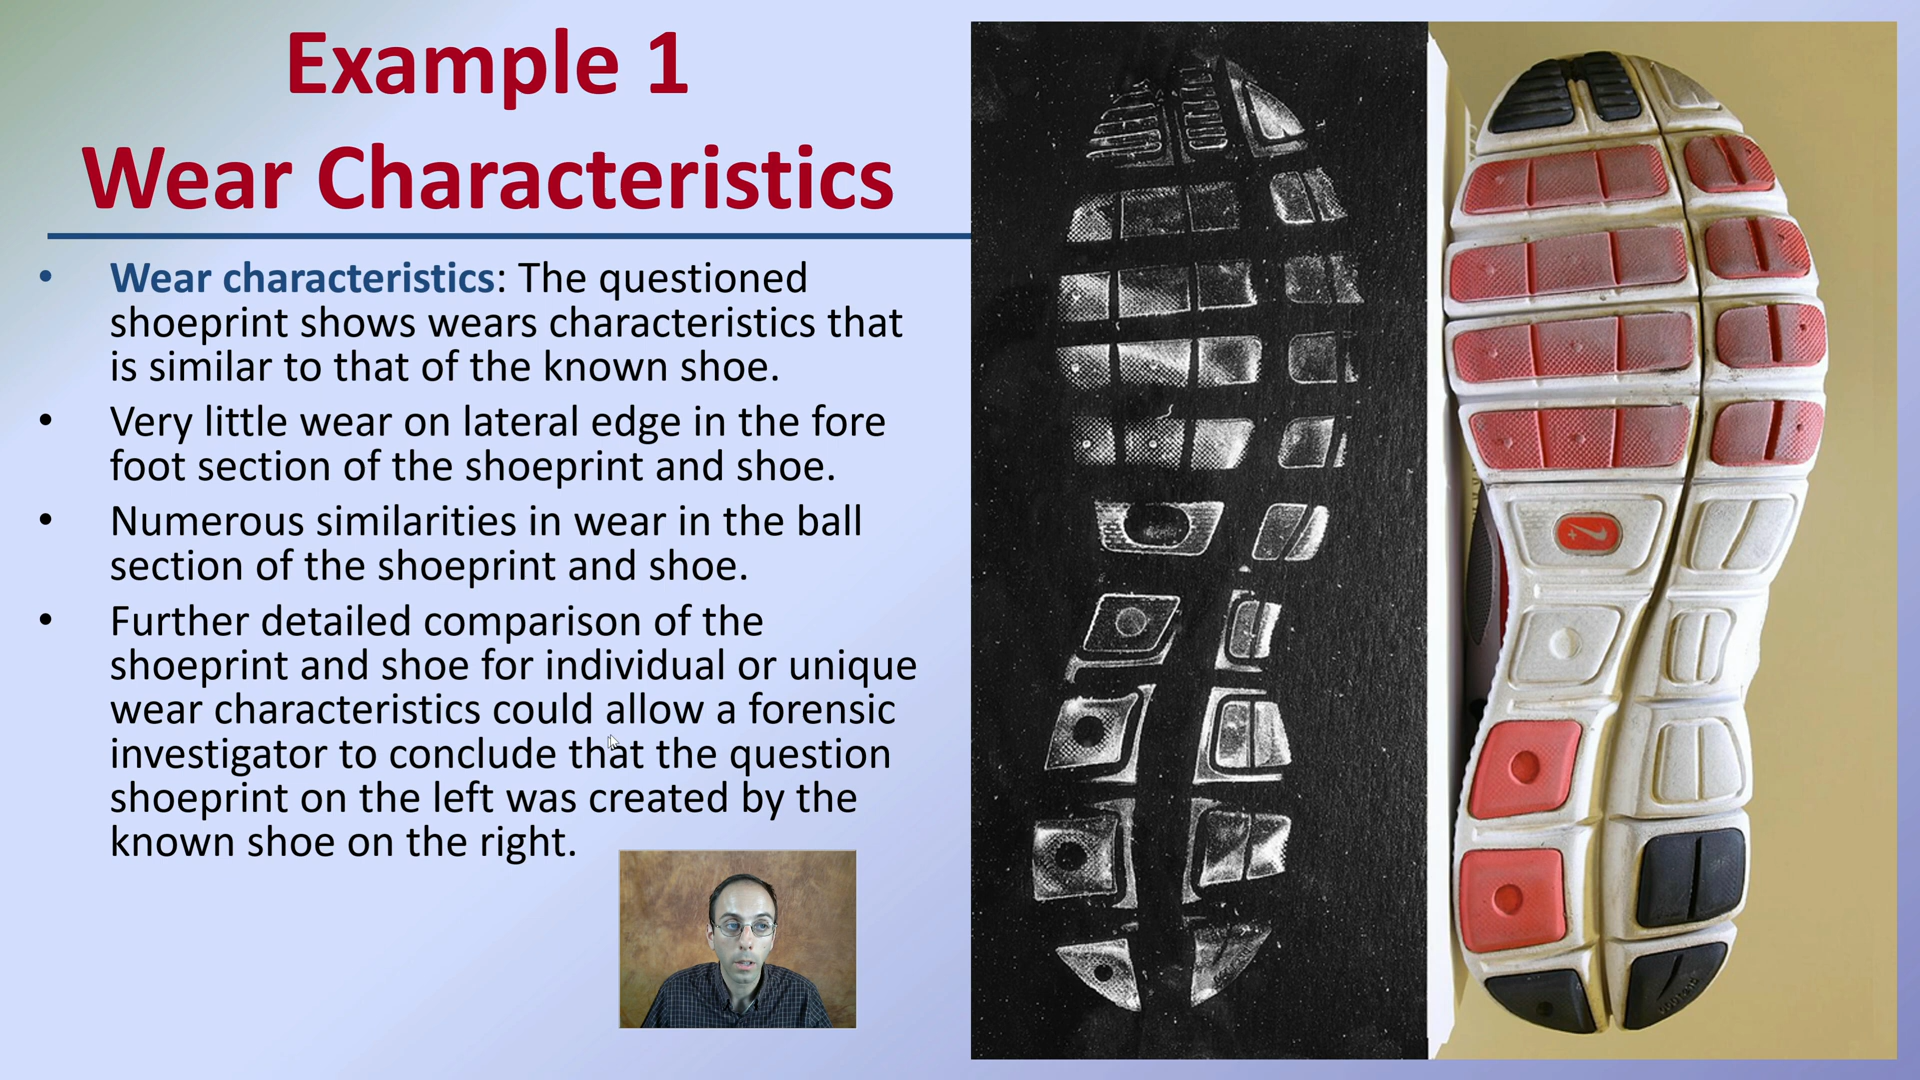 Example 1
Wear Characteristics
• Wear characteristics: The questioned
shoeprint shows wears characteristics that
is similar to that of the known shoe.
• Very little wear on lateral edge in the fore
foot section of the shoeprint and shoe.
• Numerous similarities in wear in the ball
section of the shoeprint and shoe.
• Further detailed comparison of the
shoeprint and shoe for individual or unique
wear characteristics could allow a forensic
investigator to conclude that the question
shoeprint on the left was created by the
known shoe on the right.